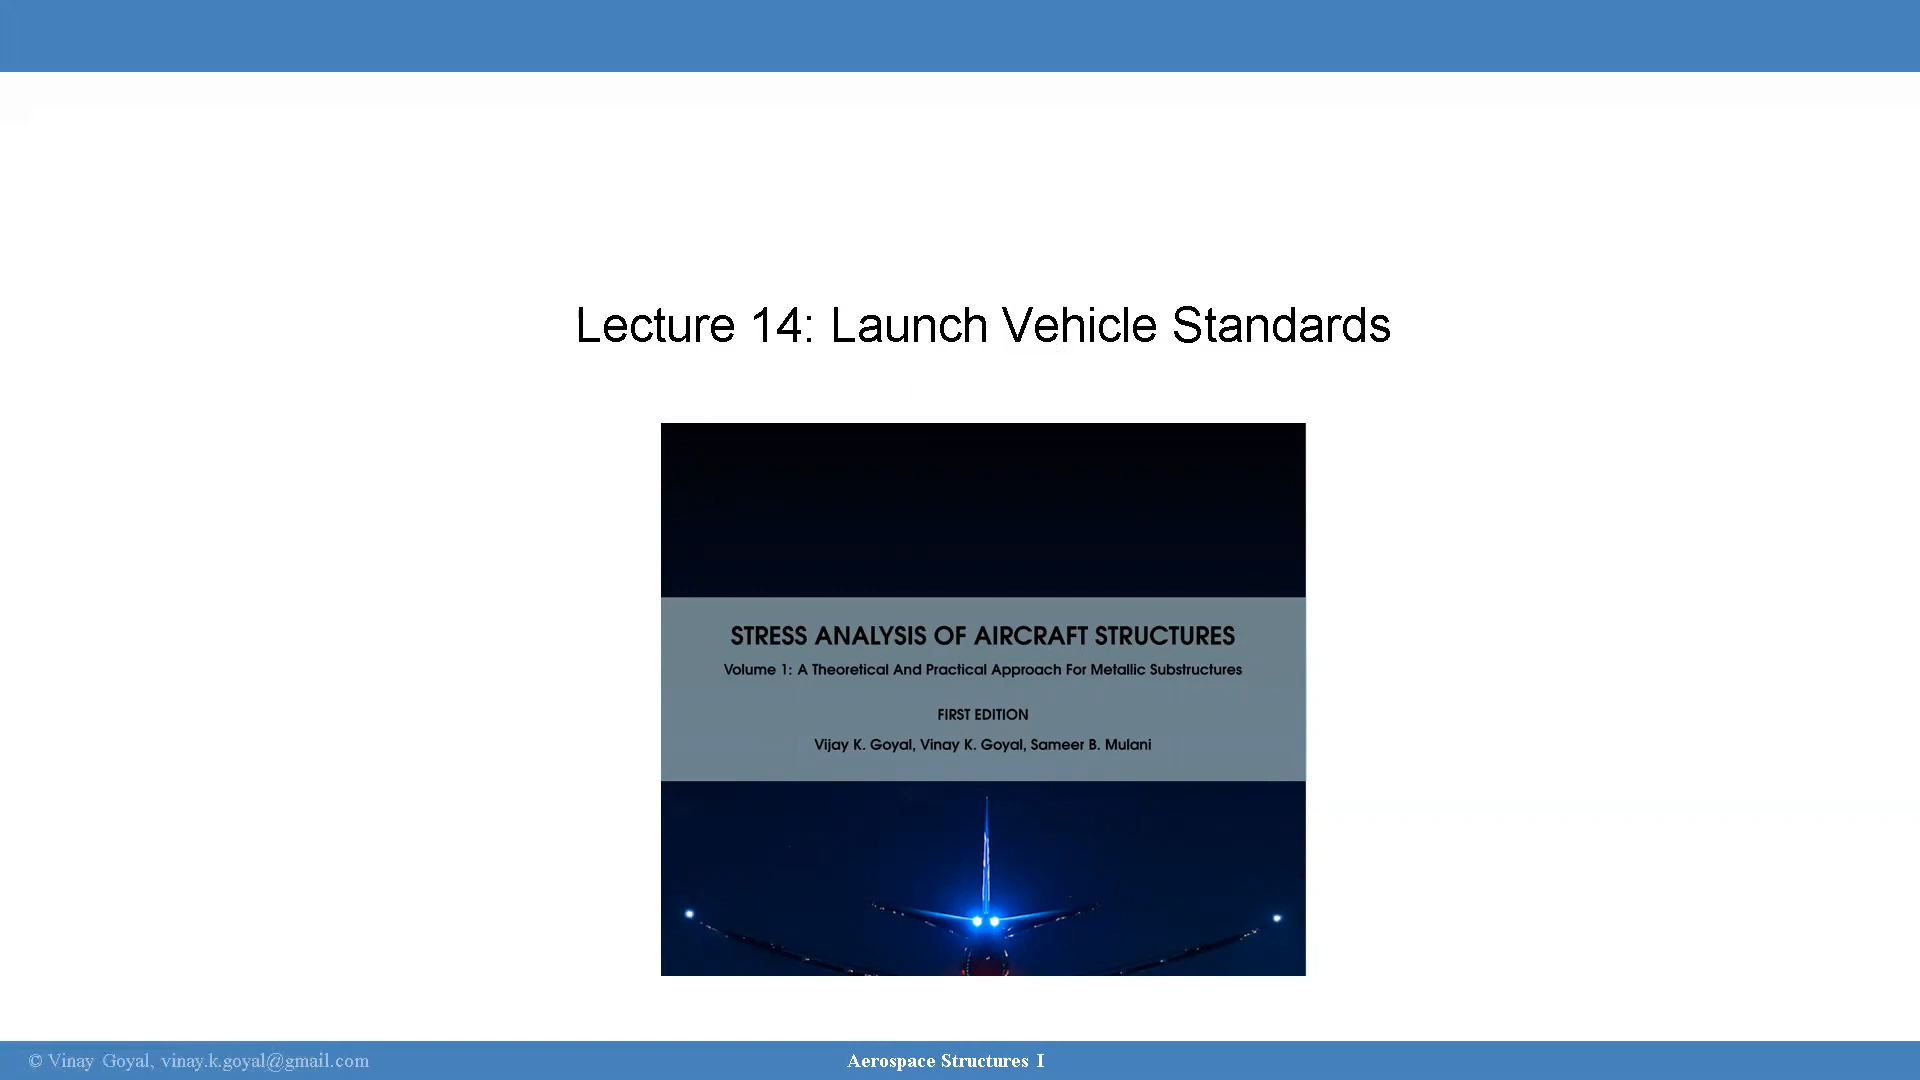 Lecture 14: Launch Vehicle Standards
STRESS ANALYSIS OF AIRCRAFT STRUCTURES
Volume 1: A Theoretical And Practical Approach For Metallic Substructures
FIRST EDITION
Vijay K. Goyal, Vinay K. Goyal, Sameer B. Mulani
© Vinay Goyal, vinay.k.goyal@gmail.com
Aerospace Structures I